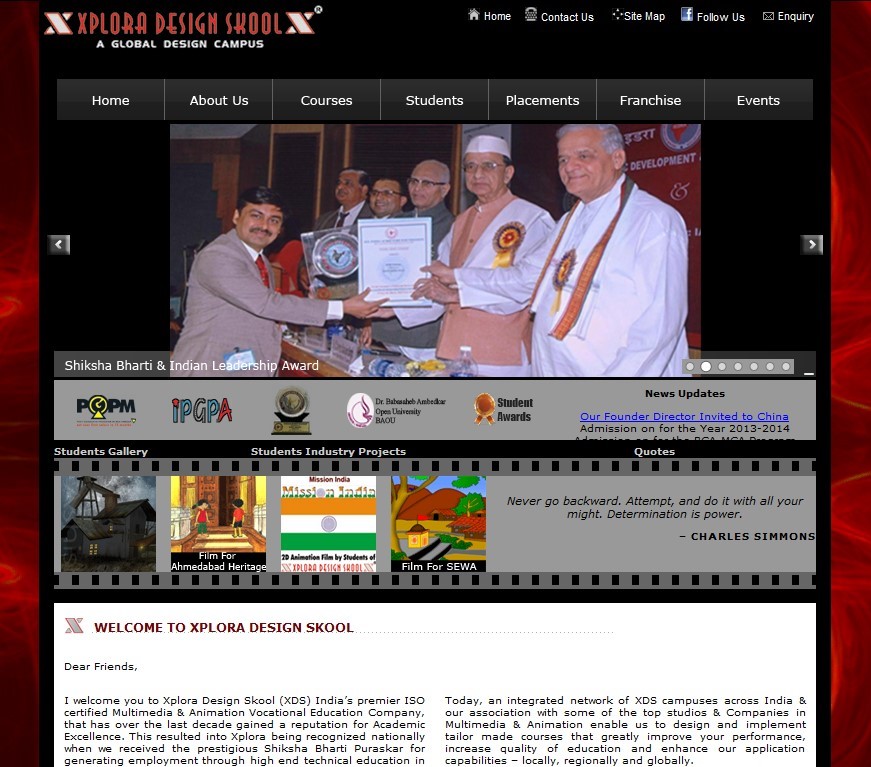 XPLORA DESIGN SKOOL ®
A GLOBAL DESIGN CAMPUS
Home
Contact Us
Site Map
Follow Us
Enquiry
Home
About Us
Courses
Students
Placements
Franchise
Events
इडरा
DEVELOPMENT
&
Shiksha Bharti & Indian Leadership Award
PGPM
iPGPA
Dr. Babasaheb Ambedkar
Open University
BAOU
Student
Awards
News Updates
Our Founder Director Invited to China
Admission on for the Year 2013-2014
Admission on for the BCA MCA Program
Students Gallery
Students Industry Projects
Quotes
Film For
Ahmedabad Heritage
Mission India
Mission India
2D Animation Film by Students of
XPLORA DESIGN SKOOL
Film For SEWA
Never go backward. Attempt, and do it with all your
might. Determination is power.
– CHARLES SIMMONS
WELCOME TO XPLORA DESIGN SKOOL
Dear Friends,
I welcome you to Xplora Design Skool (XDS) India's premier ISO
certified Multimedia & Animation Vocational Education Company,
that has over the last decade gained a reputation for Academic
Excellence. This resulted into Xplora being recognized nationally
when we received the prestigious Shiksha Bharti Puraskar for
generating employment through high end technical education in
Today, an integrated network of XDS campuses across India &
our association with some of the top studios & Companies in
Multimedia & Animation enable us to design and implement
tailor made courses that greatly improve your performance,
increase quality of education and enhance our application
capabilities – locally, regionally and globally.